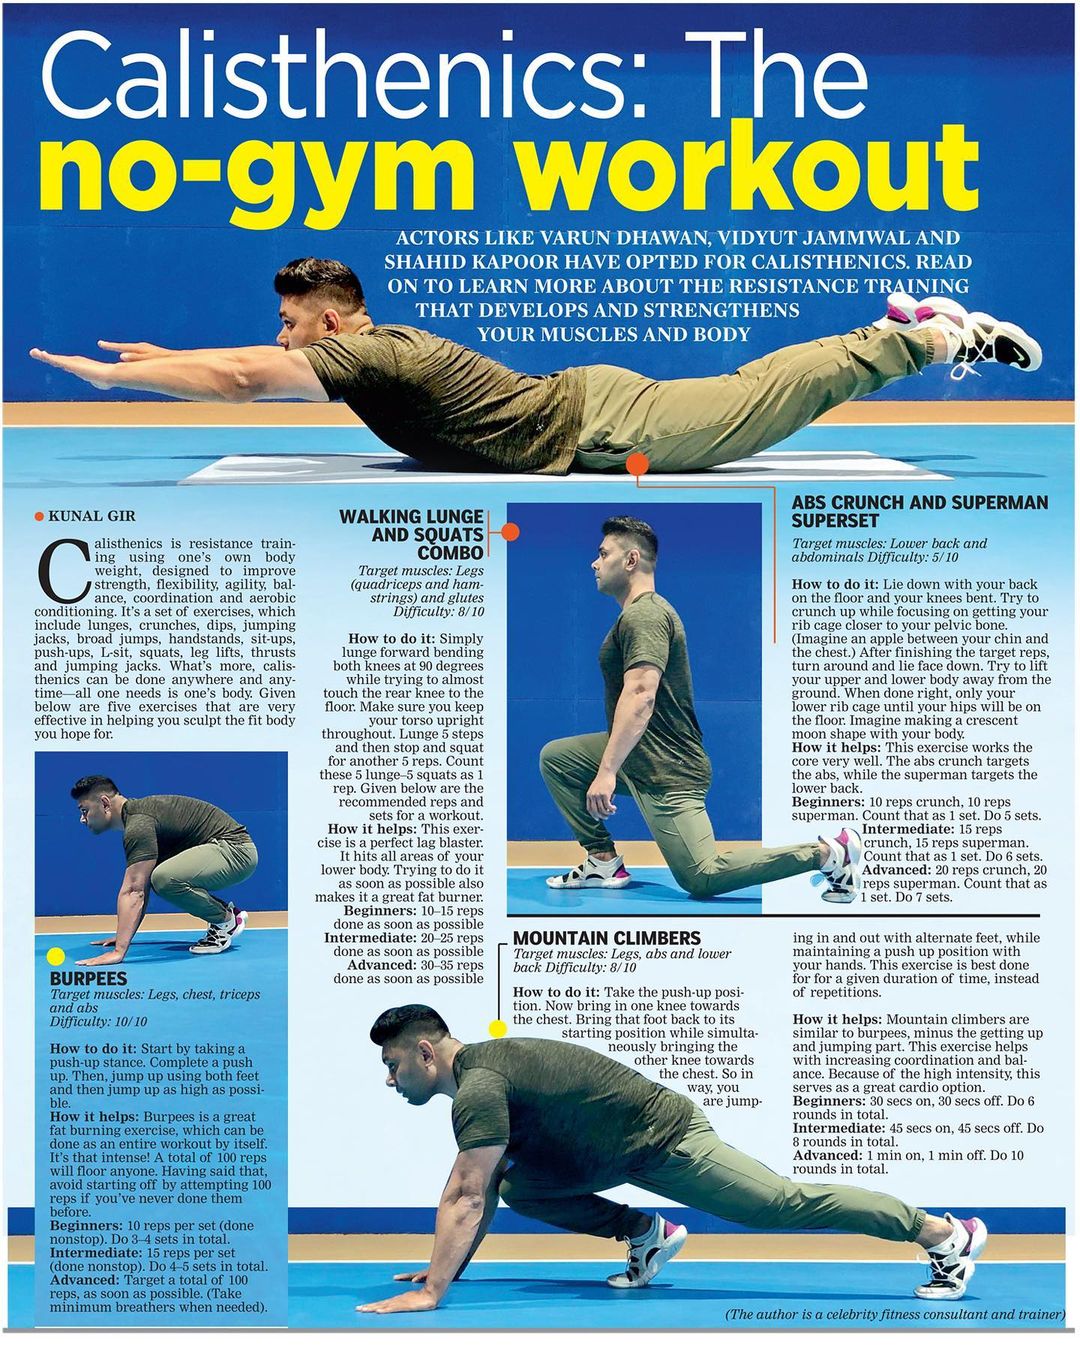 Calisthenics: The
no-gym workout
ACTORS LIKE VARUN DHAWAN, VIDYUT JAMMWAL AND
SHAHID KAPOOR HAVE OPTED FOR CALISTHENICS. READ
ON TO LEARN MORE ABOUT THE RESISTANCE TRAINING
THAT DEVELOPS AND STRENGTHENS
YOUR MUSCLES AND BODY
KUNAL GIR
Calisthenics is resistance train-
ing using one's own body
weight, designed to improve
strength, flexibility, agility, bal-
ance, coordination and aerobic
conditioning. It's a set of exercises, which
include lunges, crunches, dips, jumping
jacks, broad jumps, handstands, sit-ups,
push-ups, L-sit, squats, leg lifts, thrusts
and jumping jacks. What's more, calis-
thenics can be done anywhere and any-
time—all one needs is one's body. Given
below are five exercises that are very
effective in helping you sculpt the fit body
you hope for.
BURPEES
Target muscles: Legs, chest, triceps
and abs
Difficulty: 10/10
How to do it: Start by taking a
push-up stance. Complete a push
up. Then, jump up using both feet
and then jump up as high as possi-
ble.
How it helps: Burpees is a great
fat burning exercise, which can be
done as an entire workout by itself.
It's that intense! A total of 100 reps
will floor anyone. Having said that,
avoid starting off by attempting 100
reps if you've never done them
before.
Beginners: 10 reps per set (done
nonstop). Do 3–4 sets in total.
Intermediate: 15 reps per set
(done nonstop). Do 4–5 sets in total.
Advanced: Target a total of 100
reps, as soon as possible. (Take
minimum breathers when needed).
WALKING LUNGE
AND SQUATS
COMBO
Target muscles: Legs
(quadriceps and ham-
strings) and glutes
Difficulty: 8/10
How to do it: Simply
lunge forward bending
both knees at 90 degrees
while trying to almost
touch the rear knee to the
floor. Make sure you keep
your torso upright
throughout. Lunge 5 steps
and then stop and squat
for another 5 reps. Count
these 5 lunge–5 squats as 1
rep. Given below are the
recommended reps and
sets for a workout.
How it helps: This exer-
cise is a perfect lag blaster.
It hits all areas of your
lower body. Trying to do it
as soon as possible also
makes it a great fat burner.
Beginners: 10–15 reps
done as soon as possible
Intermediate: 20–25 reps
done as soon as possible
Advanced: 30–35 reps
done as soon as possible
ABS CRUNCH AND SUPERMAN
SUPERSET
Target muscles: Lower back and
abdominals Difficulty: 5/10
How to do it: Lie down with your back
on the floor and your knees bent. Try to
crunch up while focusing on getting your
rib cage closer to your pelvic bone.
(Imagine an apple between your chin and
the chest.) After finishing the target reps,
turn around and lie face down. Try to lift
your upper and lower body away from the
ground. When done right, only your
lower rib cage until your hips will be on
the floor. Imagine making a crescent
moon shape with your body.
How it helps: This exercise works the
core very well. The abs crunch targets
the abs, while the superman targets the
lower back.
Beginners: 10 reps crunch, 10 reps
superman. Count that as 1 set. Do 5 sets.
Intermediate: 15 reps
crunch, 15 reps superman.
Count that as 1 set. Do 6 sets.
Advanced: 20 reps crunch, 20
reps superman. Count that as
1 set. Do 7 sets.
MOUNTAIN CLIMBERS
Target muscles: Legs, abs and lower
back Difficulty: 8/10
How to do it: Take the push-up posi-
tion. Now bring in one knee towards
the chest. Bring that foot back to its
starting position while simulta-
neously bringing the
other knee towards
the chest. So in
way, you
are jump-
ing in and out with alternate feet, while
maintaining a push up position with
your hands. This exercise is best done
for for a given duration of time, instead
of repetitions.
How it helps: Mountain climbers are
similar to burpees, minus the getting up
and jumping part. This exercise helps
with increasing coordination and bal-
ance. Because of the high intensity, this
serves as a great cardio option.
Beginners: 30 secs on, 30 secs off. Do 6
rounds in total.
Intermediate: 45 secs on, 45 secs off. Do
8 rounds in total.
Advanced: 1 min on, 1 min off. Do 10
rounds in total.
(The author is a celebrity fitness consultant and trainer)